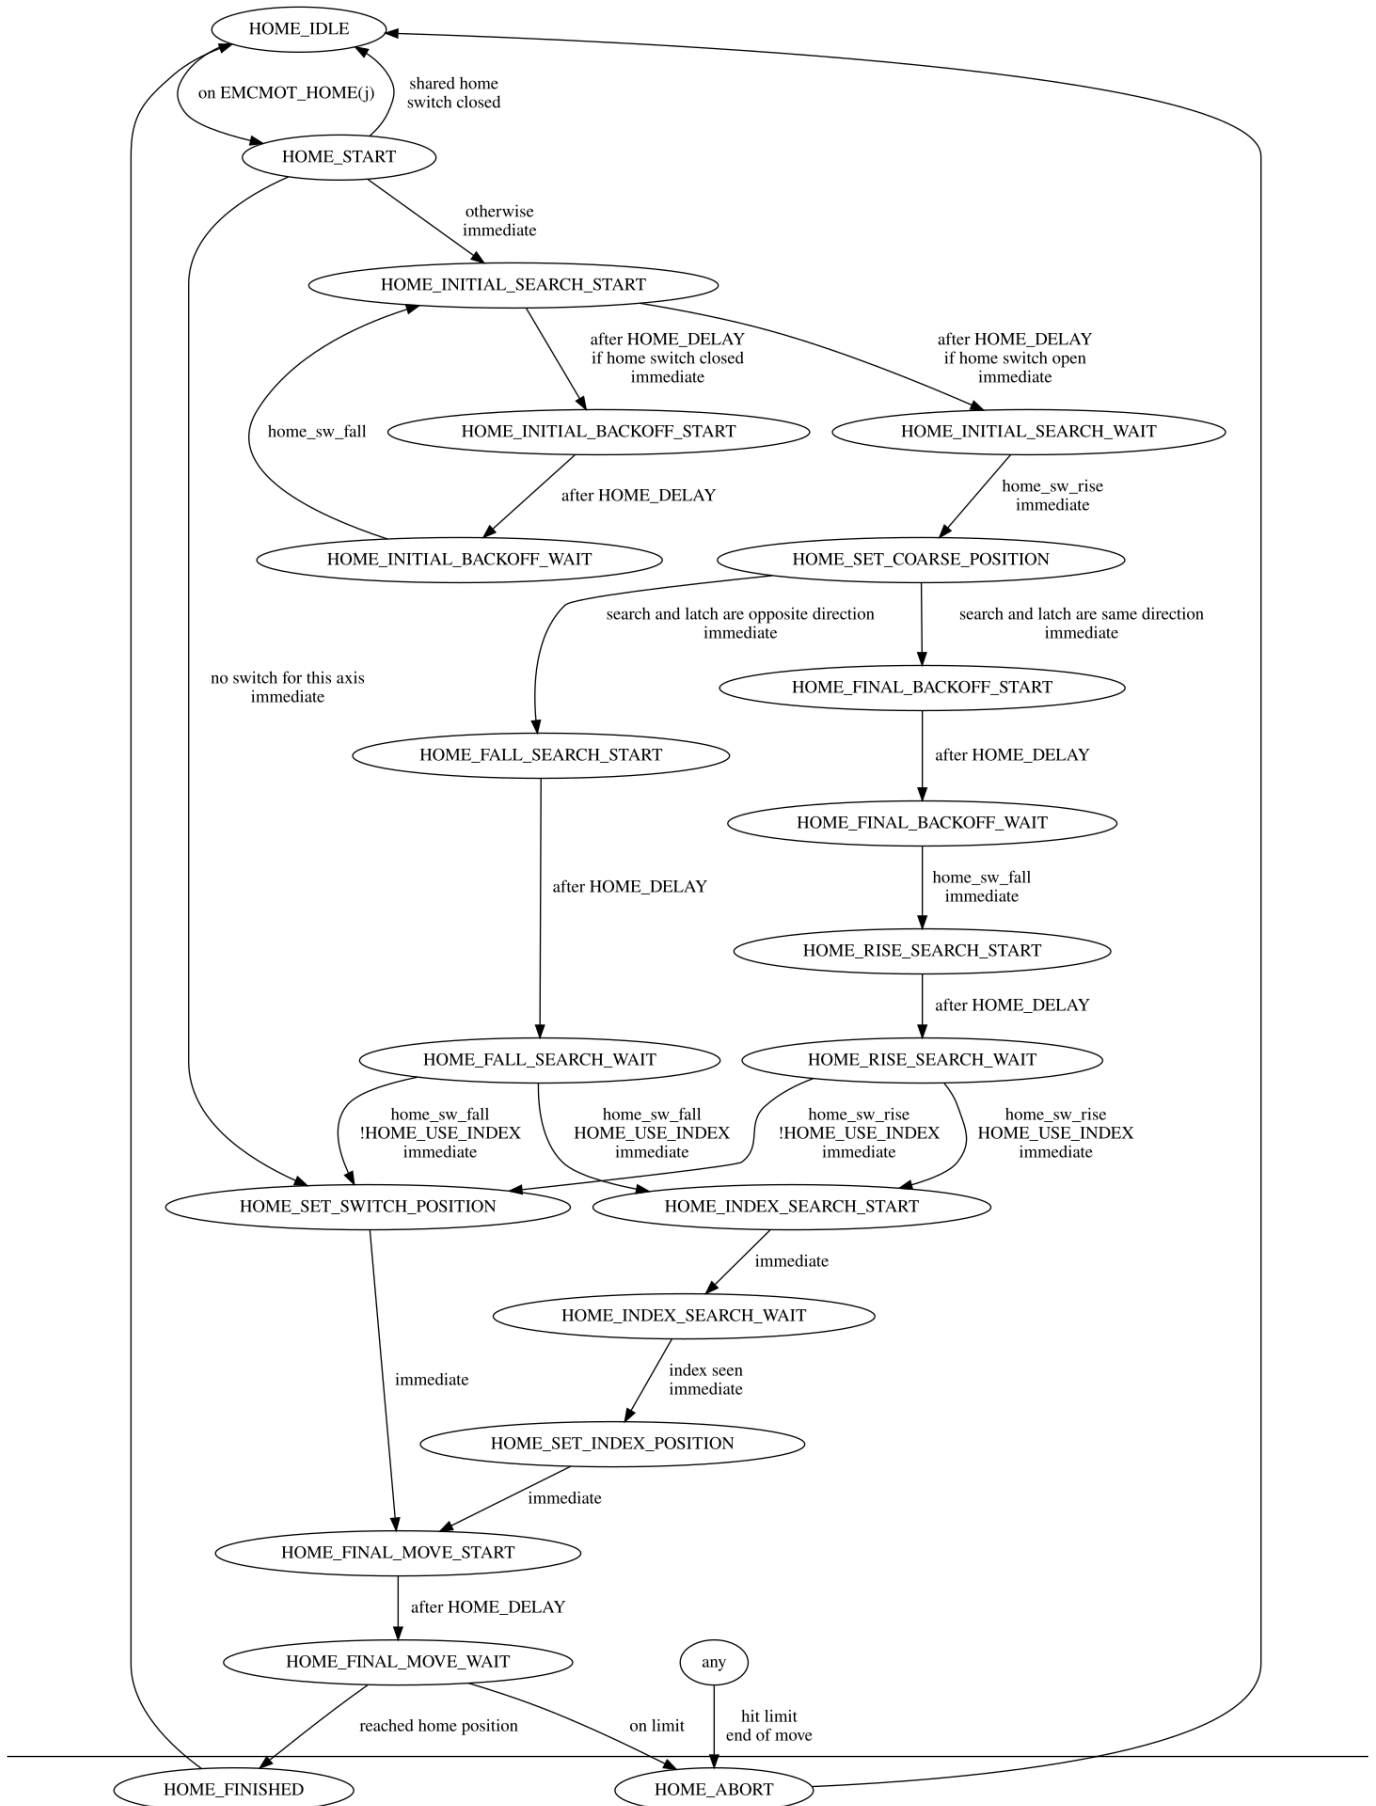 HOME_IDLE
on EMCMOT_HOME(j)
shared home
switch closed
HOME_START
otherwise
immediate
HOME_INITIAL_SEARCH_START
after HOME_DELAY
if home switch closed
immediate
after HOME_DELAY
if home switch open
immediate
home_sw_fall
HOME_INITIAL_BACKOFF_START
HOME_INITIAL_SEARCH_WAIT
after HOME_DELAY
home_sw_rise
immediate
HOME_INITIAL_BACKOFF_WAIT
HOME_SET_COARSE_POSITION
search and latch are opposite direction
immediate
search and latch are same direction
immediate
no switch for this axis
immediate
HOME_FINAL_BACKOFF_START
HOME_FALL_SEARCH_START
after HOME_DELAY
HOME_FINAL_BACKOFF_WAIT
after HOME_DELAY
home_sw_fall
immediate
HOME_RISE_SEARCH_START
after HOME_DELAY
HOME_FALL_SEARCH_WAIT
HOME_RISE_SEARCH_WAIT
home_sw_fall
!HOME_USE_INDEX
immediate
home_sw_fall
HOME_USE_INDEX
immediate
home_sw_rise
!HOME_USE_INDEX
immediate
home_sw_rise
HOME_USE_INDEX
immediate
HOME_SET_SWITCH_POSITION
HOME_INDEX_SEARCH_START
immediate
HOME_INDEX_SEARCH_WAIT
immediate
index seen
immediate
HOME_SET_INDEX_POSITION
immediate
HOME_FINAL_MOVE_START
after HOME_DELAY
HOME_FINAL_MOVE_WAIT
any
reached home position
on limit
hit limit
end of move
HOME_FINISHED
HOME_ABORT